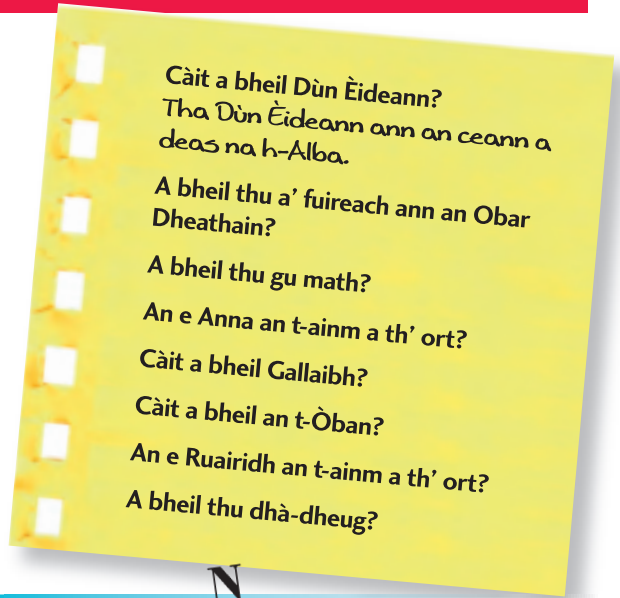 Càit a bheil Dùn Èideann?
Tha Dùn Èideann ann an ceann a
deas na h-Alba.
A bheil thu a’ fuireach ann an Obar
Dheathain?
A bheil thu gu math?
An e Anna an t-ainm a th’ ort?
Càit a bheil Gallaibh?
Càit a bheil an t-Òban?
An e Ruairidh an t-ainm a th’ ort?
A bheil thu dhà-dheug?
N